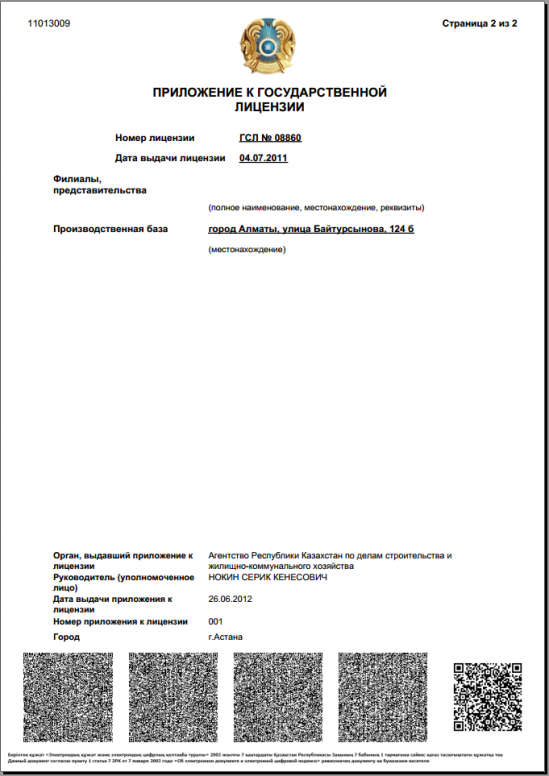 11013009
Страница 2 из 2
ПРИЛОЖЕНИЕ К ГОСУДАРСТВЕННОЙ
ЛИЦЕНЗИИ
Номер лицензии ГСЛ № 08860
Дата выдачи лицензии 04.07.2011
Филиалы,
представительства
(полное наименование, местонахождение, реквизиты)
Производственная база город Алматы, улица Байтурсынова, 124 б
(местонахождение)
Орган, выдавший приложение к
лицензии
Агентство Республики Казахстан по делам строительства и
жилищно-коммунального хозяйства
Руководитель (уполномоченное
лицо)
НОКИН СЕРИК КЕНЕСОВИЧ
Дата выдачи приложения к
лицензии
26.06.2012
Номер приложения к лицензии 001
Город г.Астана
Берілген құжат «Электрондық құжат және электрондық цифрлық қолтаңба туралы» 2003 жылғы 7 қаңтардағы Қазақстан Республикасы Заңының 7 бабының 1 тармағына сәйкес қағаз тасығыштағы құжатқа тең
Данный документ согласно пункту 1 статьи 7 ЗРК от 7 января 2003 года «Об электронном документе и электронной цифровой подписи» равнозначен документу на бумажном носителе